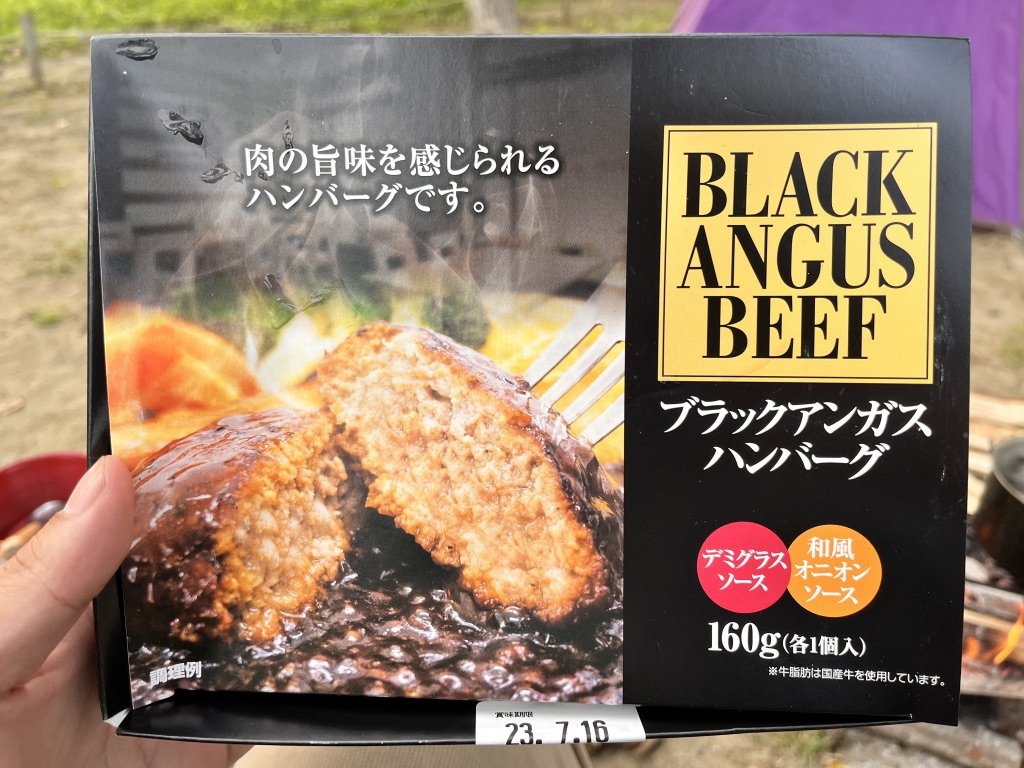 肉の旨味を感じられる
ハンバーグです。
BLACK
ANGUS
BEEF
ブラックアンガス
ハンバーグ
デミグラス
ソース
和風
オニオン
ソース
160g(各1個入)
※牛脂肪は国産牛を使用しています。
調理例
賞味期限
23. 7.16